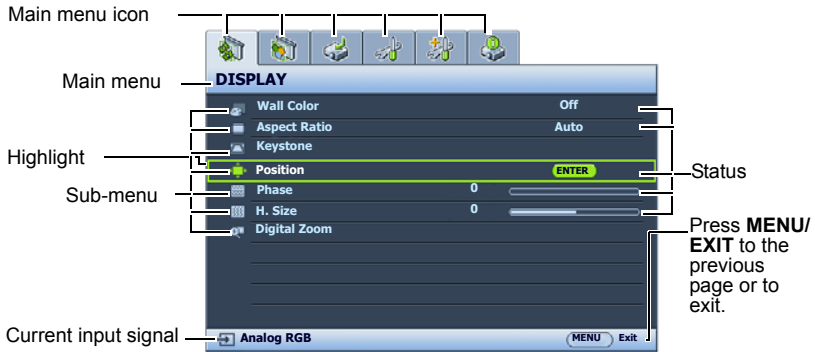 Main menu icon
Main menu
DISPLAY
Wall Color Off
Aspect Ratio Auto
Keystone
Highlight
Position ENTER
Status
Sub-menu
Phase 0
H. Size 0
Digital Zoom
Press MENU/
EXIT to the
previous
page or to
exit.
Current input signal
Analog RGB
MENU Exit